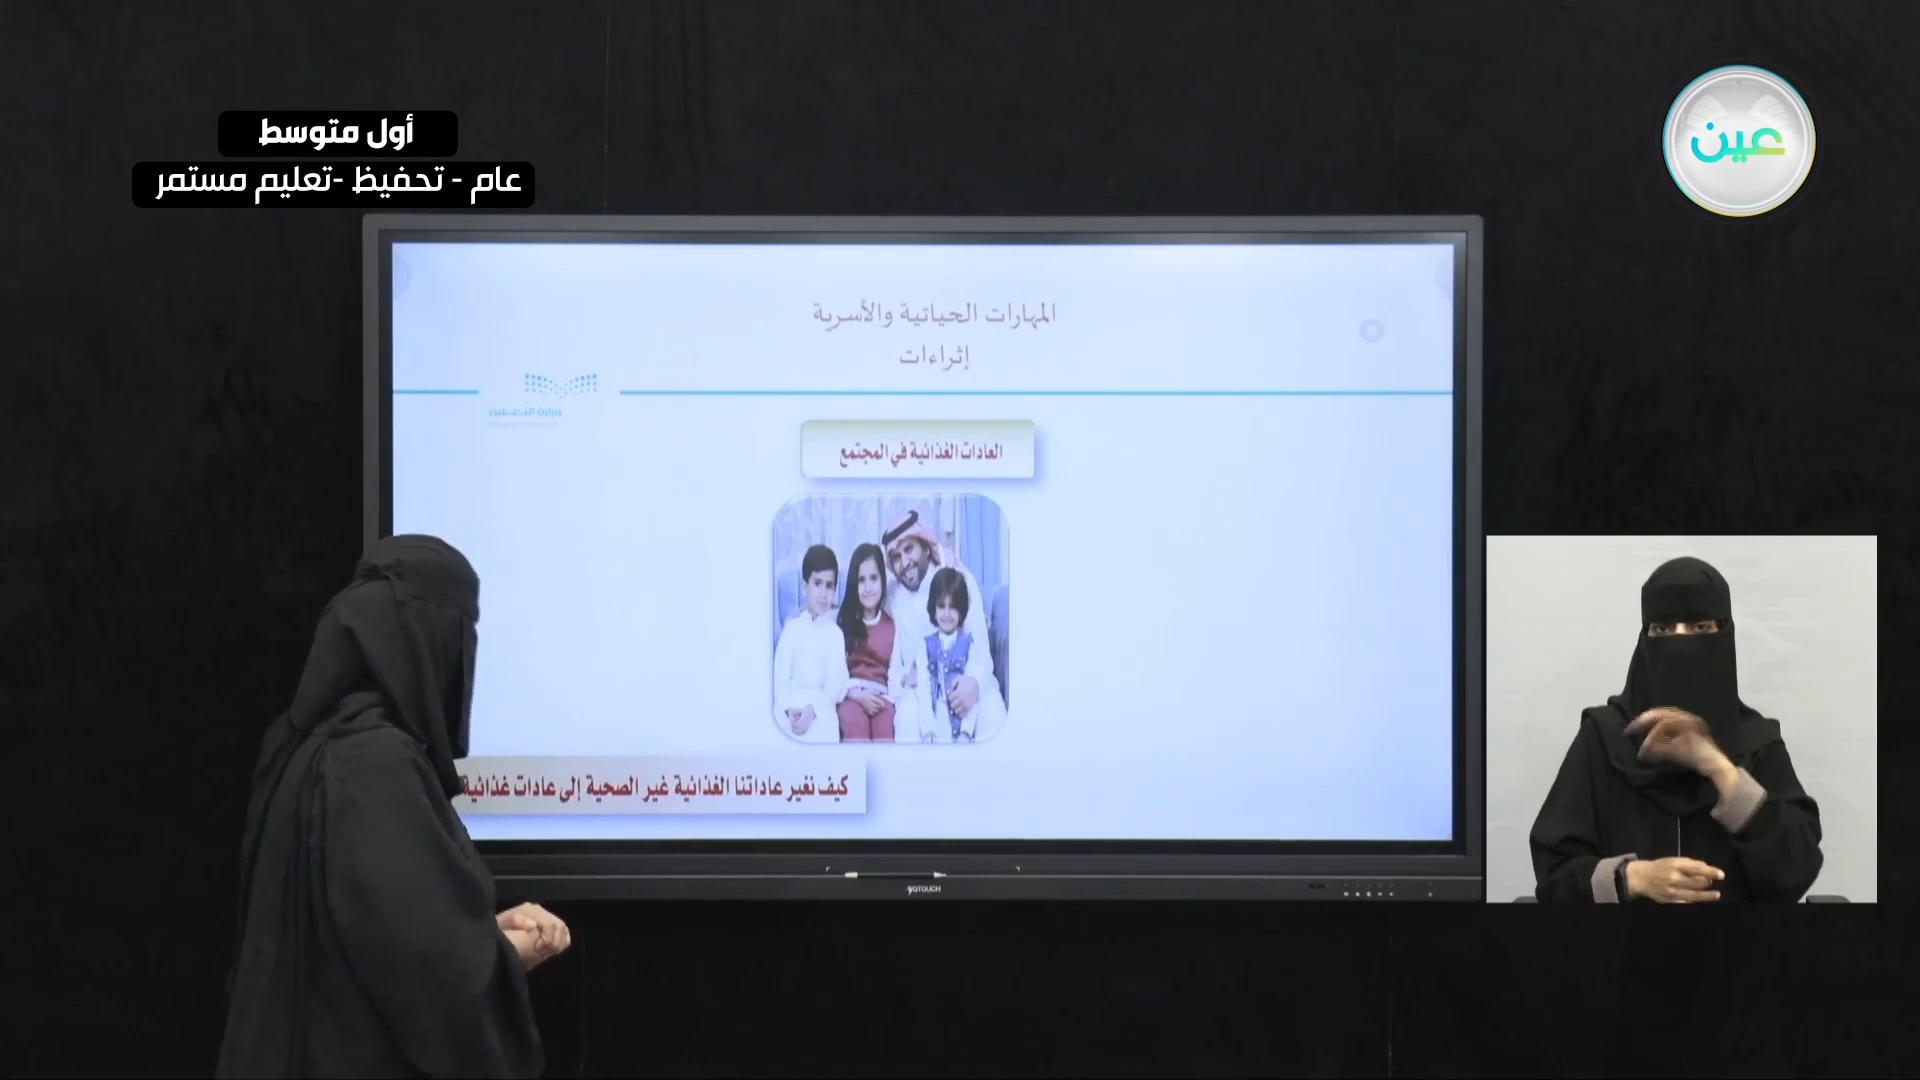 أول متوسط
عام - تحفيظ -تعليم مستمر
عين
المهارات الحياتية والأسرية
إثراءات
وزارة التعليم
العادات الغذائية في المجتمع
كيف نغير عاداتنا الغذائية غير الصحية إلى عادات غذائية